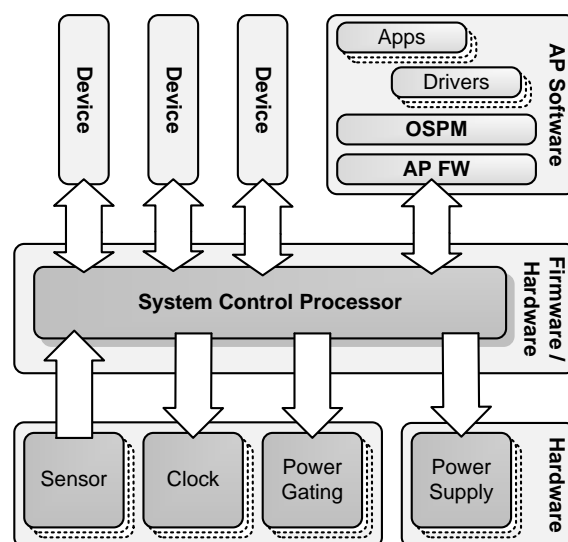 Device
Device
Device
Apps
Drivers
OSPM
AP FW
AP Software
System Control Processor
Firmware /
Hardware
Sensor
Clock
Power
Gating
Power
Supply
Hardware